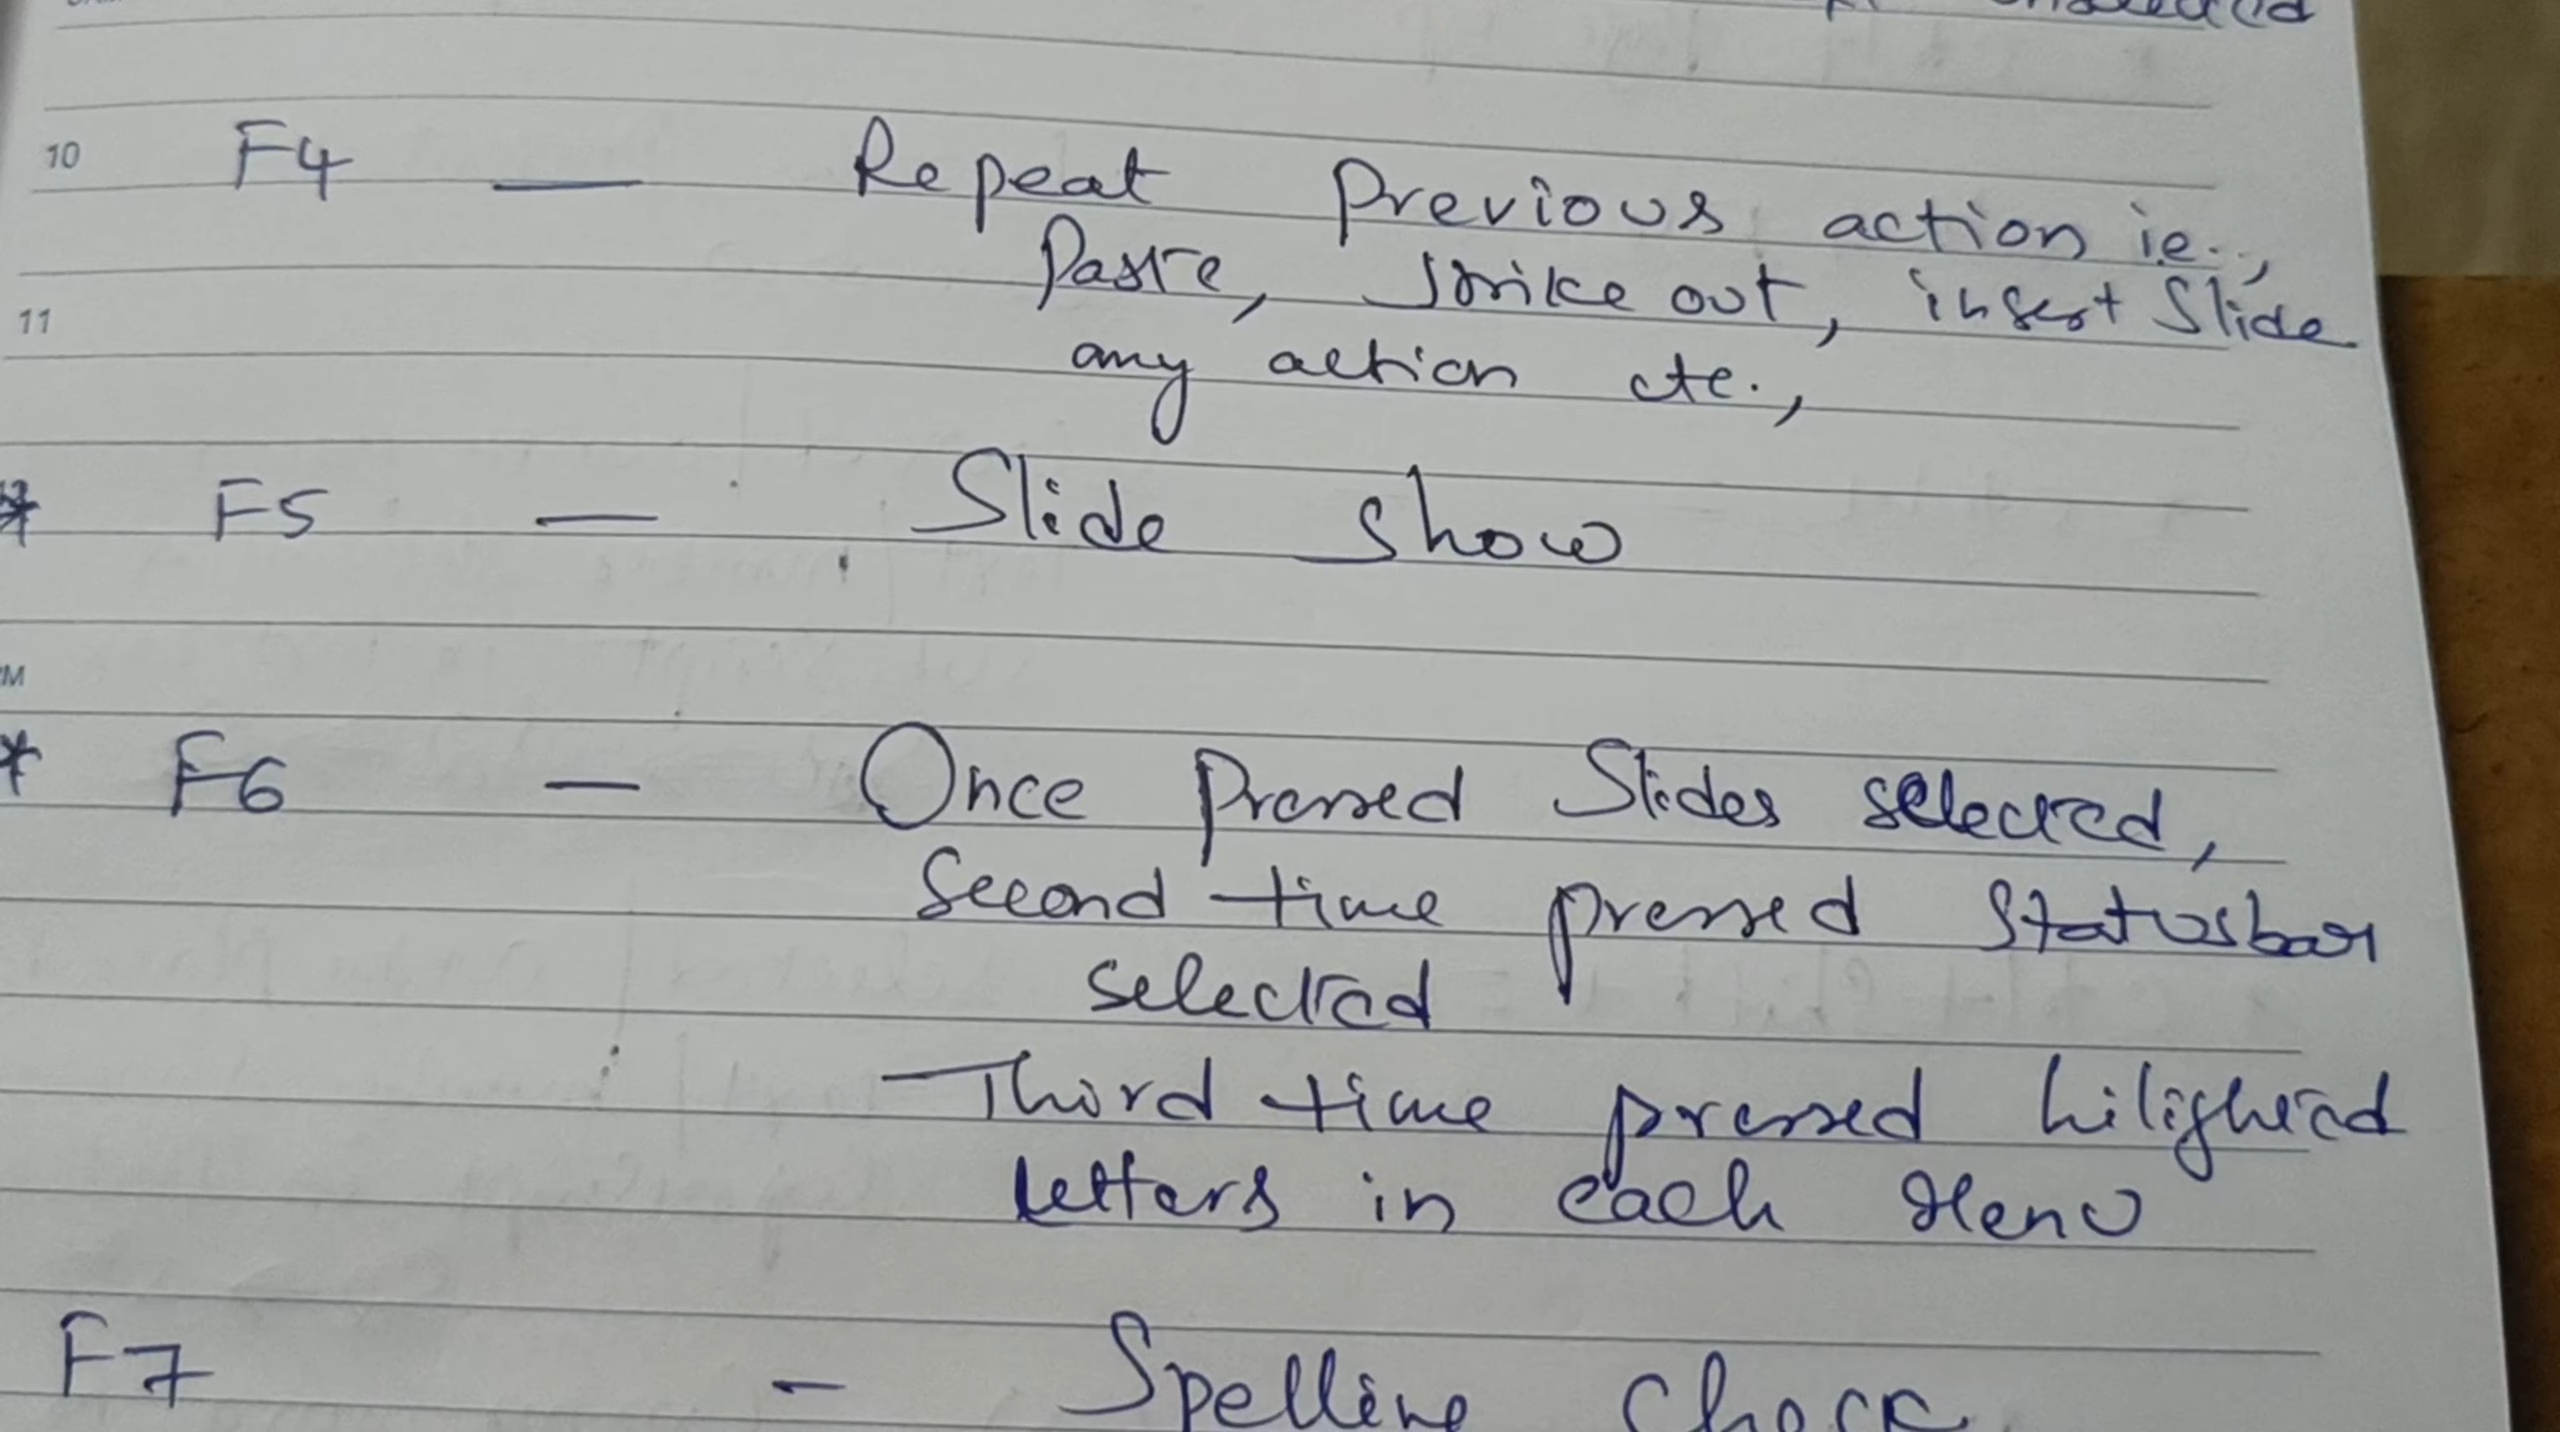 10 F4 — Repeat Previous action i.e.,
Paste, Strike out, insert Slide
11
any action etc.,
* F5 — Slide Show
PM
* F6 — Once Pressed Slides selected,
Second time pressed Statusbar
selected
Third time pressed hilighted
letters in each Menu
F7 - Spelling Check